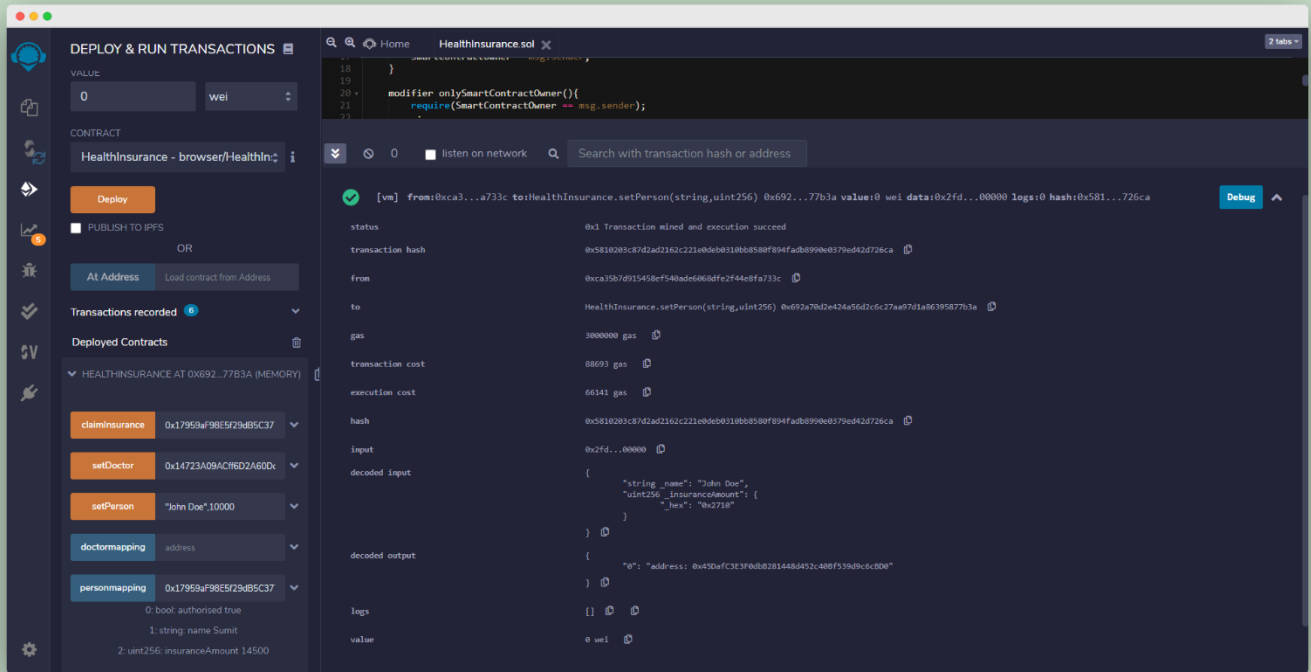 DEPLOY & RUN TRANSACTIONS
VALUE
0 wei
CONTRACT
HealthInsurance - browser/HealthIn
Deploy
PUBLISH TO IPFS
OR
At Address Load contract from Address
Transactions recorded 6
Deployed Contracts
HEALTHINSURANCE AT 0X692...77B3A (MEMORY)
claimInsurance 0x17959aF98E5f29dB5C37
setDoctor 0x14723A09ACff6D2A60Dc
setPerson "John Doe",10000
doctormapping address
personmapping 0x17959aF98E5f29dB5C37
0: bool: authorised true
1: string: name Sumit
2: uint256: insuranceAmount 14500
5
SV
Home HealthInsurance.sol 2 tabs
18 }
19
20 modifier onlySmartContractOwner(){
21 require(SmartContractOwner == msg.sender);
22
0 listen on network Search with transaction hash or address
[vm] from:0xca3...a733c to:HealthInsurance.setPerson(string,uint256) 0x692...77b3a value:0 wei data:0x2fd...00000 logs:0 hash:0x581...726ca Debug
status 0x1 Transaction mined and execution succeed
transaction hash 0x5810203c87d2ad2162c221e0deb0310bb8580f894fadb8990e0379ed42d726ca
from 0xca35b7d915458ef540ade6068dfe2f44e8fa733c
to HealthInsurance.setPerson(string,uint256) 0x692a70d2e424a56d2c6c27aa97d1a86395877b3a
gas 3000000 gas
transaction cost 88693 gas
execution cost 66141 gas
hash 0x5810203c87d2ad2162c221e0deb0310bb8580f894fadb8990e0379ed42d726ca
input 0x2fd...00000
decoded input {
"string _name": "John Doe",
"uint256 _insuranceAmount": {
"_hex": "0x2710"
}
}
decoded output {
"0": "address: 0x45DafC3E3F0dbB281448d452c408f539d9c6c8D0"
}
logs []
value 0 wei